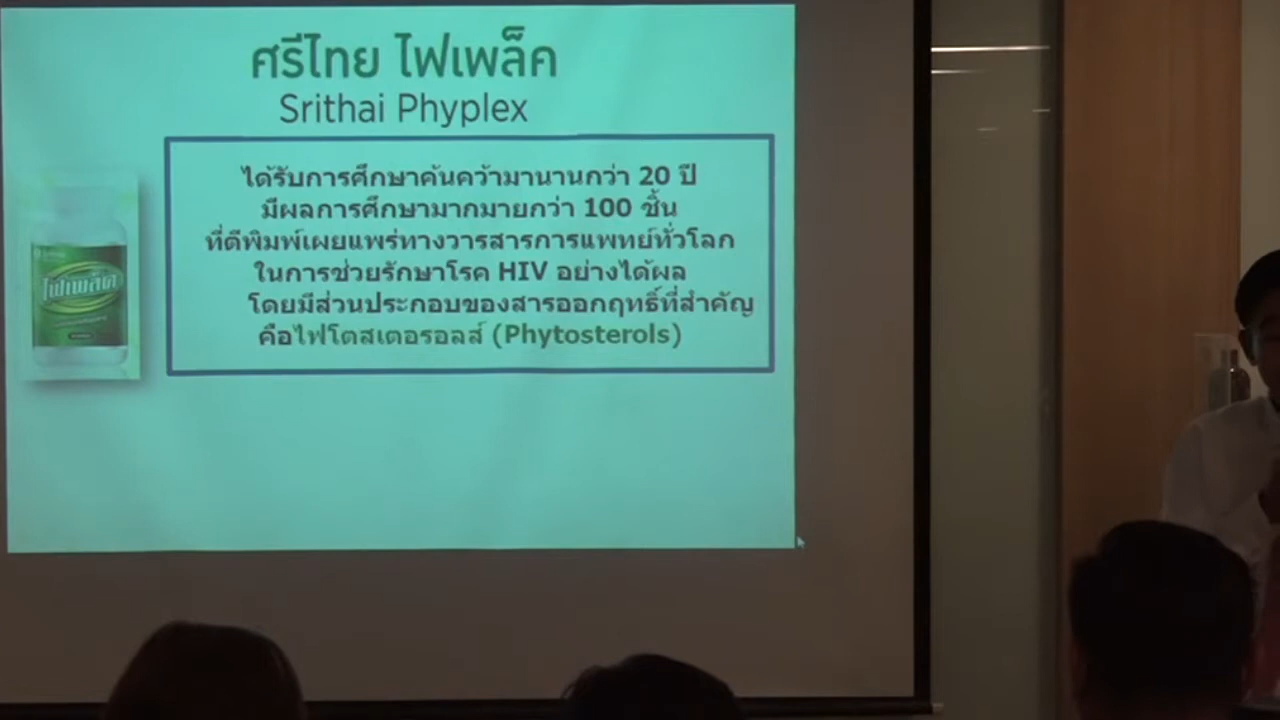 ศรีไทย ไฟเพล็ค
Srithai Phyplex
ได้รับการศึกษาค้นคว้ามานานกว่า 20 ปี
มีผลการศึกษามากมายกว่า 100 ชิ้น
ที่ตีพิมพ์เผยแพร่ทางวารสารการแพทย์ทั่วโลก
ในการช่วยรักษาโรค HIV อย่างได้ผล
โดยมีส่วนประกอบของสารออกฤทธิ์ที่สำคัญ
คือไฟโตสเตอรอลส์ (Phytosterols)
ไฟเพล็ค